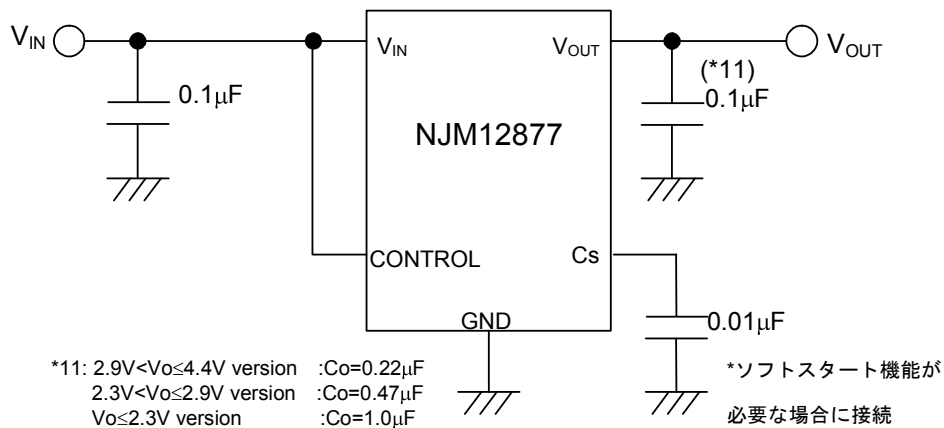 VIN
VIN
VOUT
VOUT
(*11)
0.1μF
0.1μF
NJM12877
CONTROL
Cs
GND
0.01μF
*11: 2.9V<Vo≤4.4V version :Co=0.22μF
2.3V<Vo≤2.9V version :Co=0.47μF
Vo≤2.3V version :Co=1.0μF
*ソフトスタート機能が
必要な場合に接続